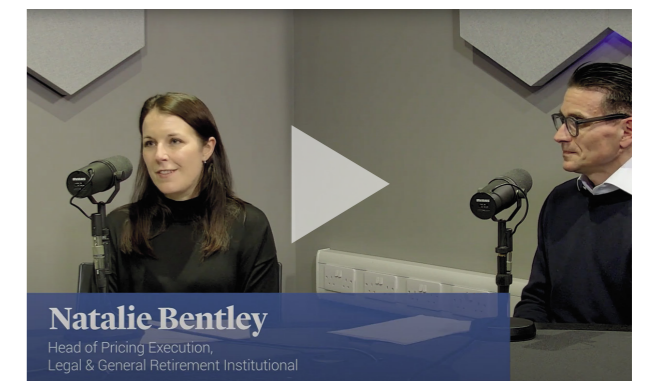 Natalie Bentley
Head of Pricing Execution,
Legal & General Retirement Institutional